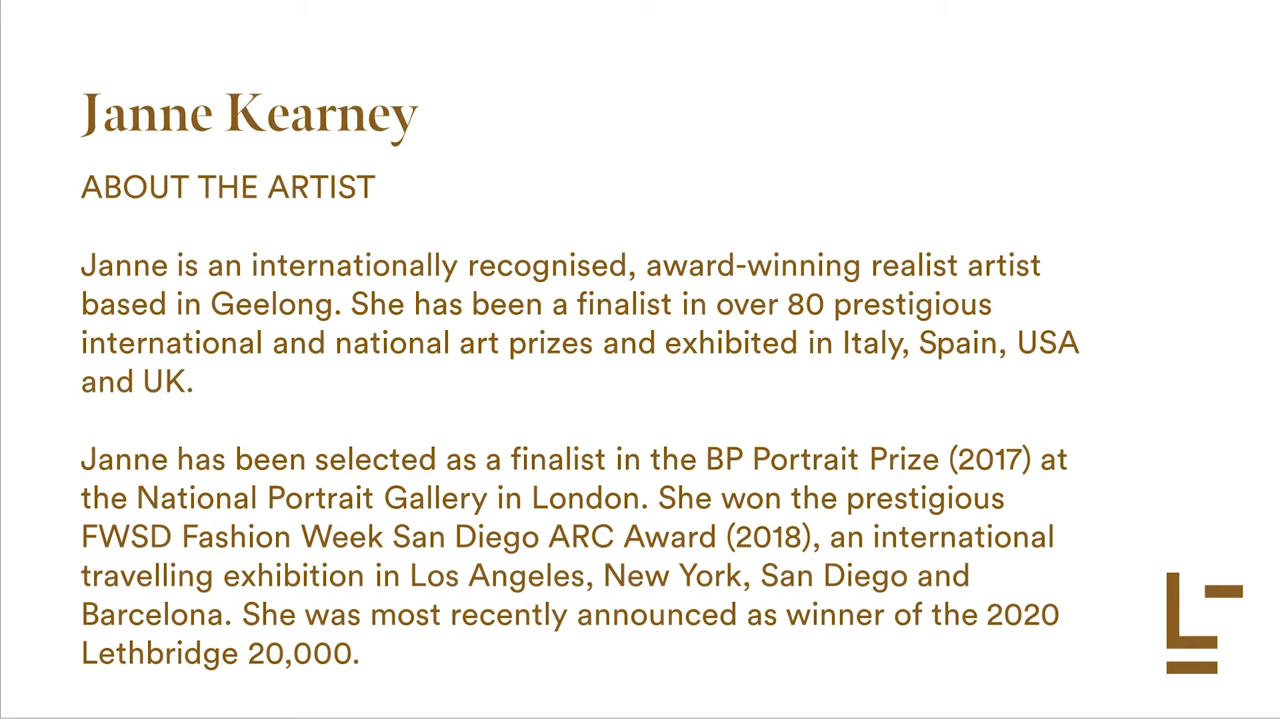 Janne Kearney
ABOUT THE ARTIST
Janne is an internationally recognised, award-winning realist artist
based in Geelong. She has been a finalist in over 80 prestigious
international and national art prizes and exhibited in Italy, Spain, USA
and UK.
Janne has been selected as a finalist in the BP Portrait Prize (2017) at
the National Portrait Gallery in London. She won the prestigious
FWSD Fashion Week San Diego ARC Award (2018), an international
travelling exhibition in Los Angeles, New York, San Diego and
Barcelona. She was most recently announced as winner of the 2020
Lethbridge 20,000.